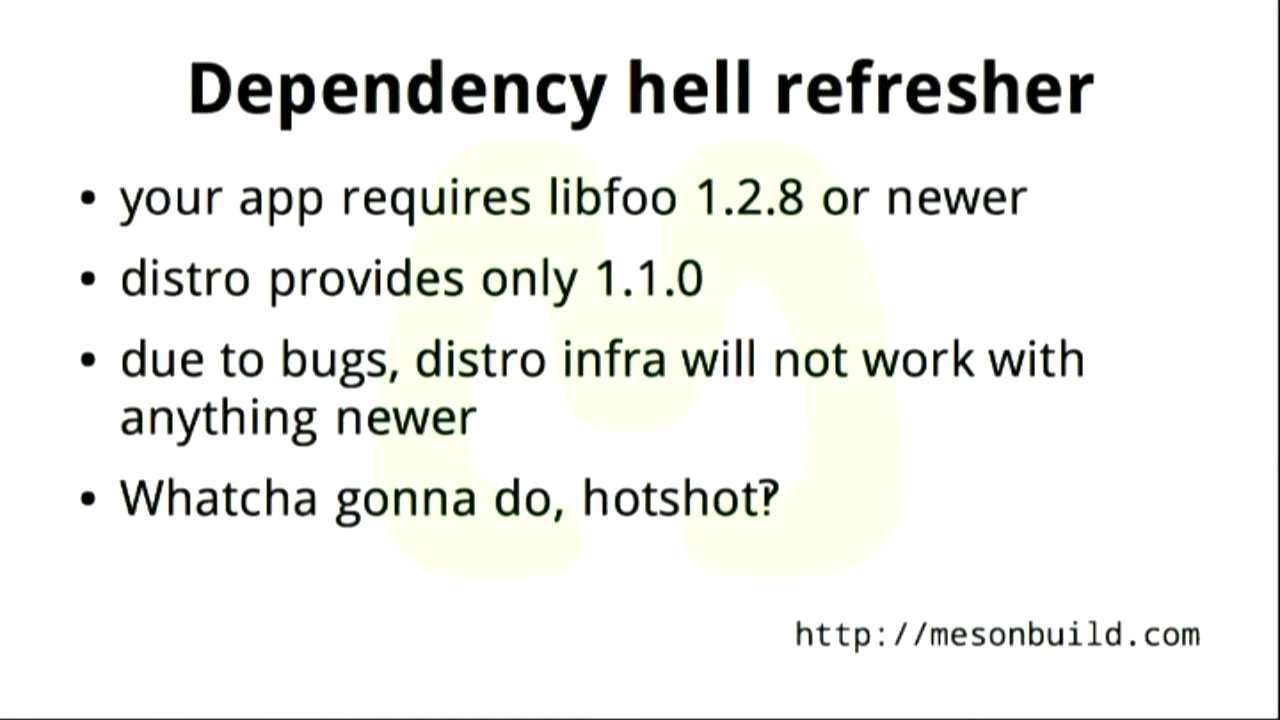 Dependency hell refresher
• your app requires libfoo 1.2.8 or newer
• distro provides only 1.1.0
• due to bugs, distro infra will not work with
anything newer
• Whatcha gonna do, hotshot‽
http://mesonbuild.com